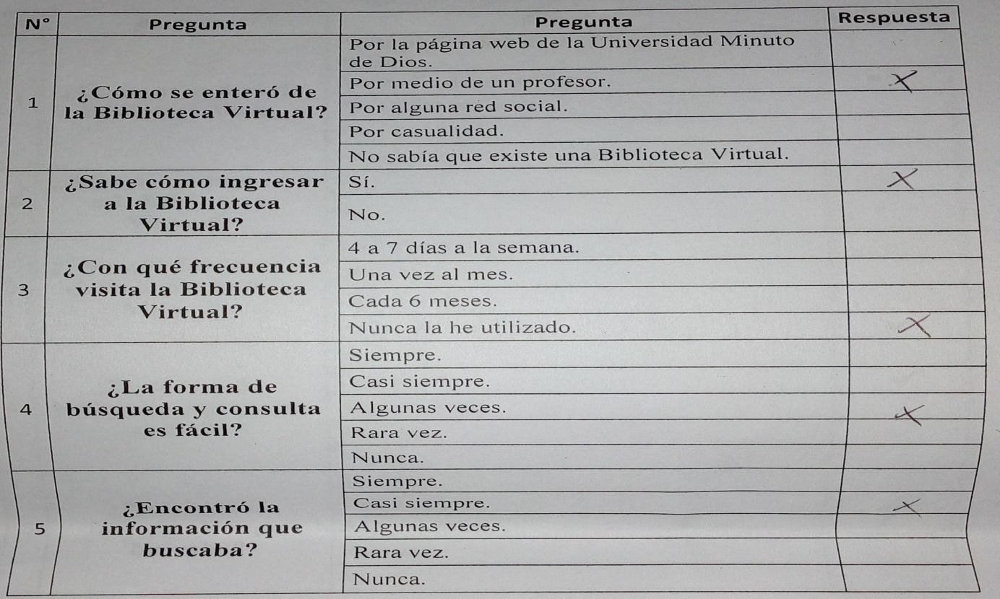 N° Pregunta Pregunta Respuesta
1
¿Cómo se enteró de
la Biblioteca Virtual?
Por la página web de la Universidad Minuto
de Dios.
Por medio de un profesor. X
Por alguna red social.
Por casualidad.
No sabía que existe una Biblioteca Virtual.
2
¿Sabe cómo ingresar
a la Biblioteca
Virtual?
Sí. X
No.
3
¿Con qué frecuencia
visita la Biblioteca
Virtual?
4 a 7 días a la semana.
Una vez al mes.
Cada 6 meses.
Nunca la he utilizado. X
4
¿La forma de
búsqueda y consulta
es fácil?
Siempre.
Casi siempre.
Algunas veces. X
Rara vez.
Nunca.
5
¿Encontró la
información que
buscaba?
Siempre.
Casi siempre. X
Algunas veces.
Rara vez.
Nunca.